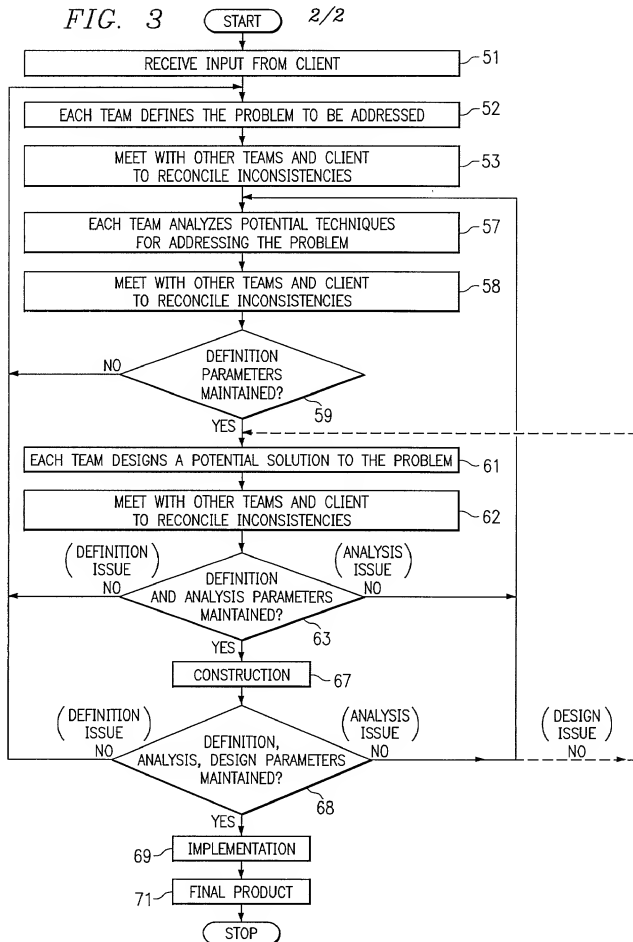 FIG. 3
START
2/2
RECEIVE INPUT FROM CLIENT
51
EACH TEAM DEFINES THE PROBLEM TO BE ADDRESSED
52
MEET WITH OTHER TEAMS AND CLIENT
TO RECONCILE INCONSISTENCIES
53
EACH TEAM ANALYZES POTENTIAL TECHNIQUES
FOR ADDRESSING THE PROBLEM
57
MEET WITH OTHER TEAMS AND CLIENT
TO RECONCILE INCONSISTENCIES
58
NO
DEFINITION
PARAMETERS
MAINTAINED?
59
YES
EACH TEAM DESIGNS A POTENTIAL SOLUTION TO THE PROBLEM
61
MEET WITH OTHER TEAMS AND CLIENT
TO RECONCILE INCONSISTENCIES
62
(DEFINITION
ISSUE)
NO
(ANALYSIS
ISSUE)
NO
DEFINITION
AND ANALYSIS PARAMETERS
MAINTAINED?
63
YES
CONSTRUCTION
67
(DEFINITION
ISSUE)
NO
(ANALYSIS
ISSUE)
NO
(DESIGN
ISSUE)
NO
DEFINITION,
ANALYSIS, DESIGN PARAMETERS
MAINTAINED?
68
YES
69
IMPLEMENTATION
71
FINAL PRODUCT
STOP